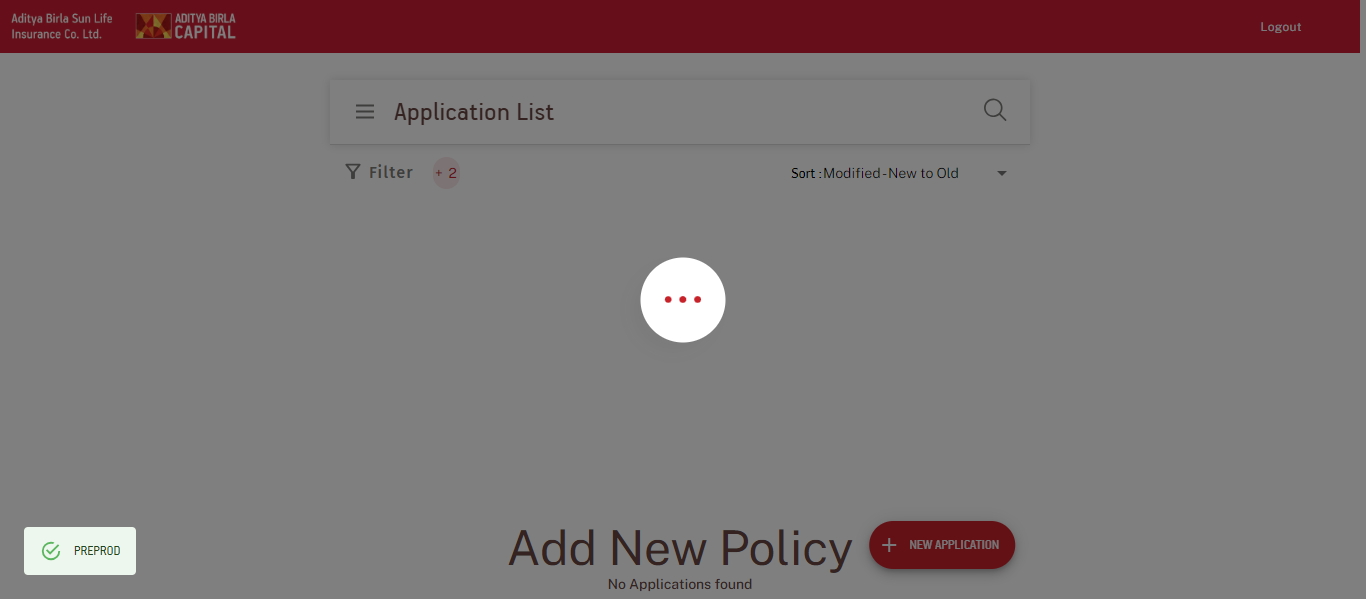 Aditya Birla Sun Life
Insurance Co. Ltd.
ADITYA BIRLA
CAPITAL
Logout
Application List
Filter
+ 2
Sort : Modified - New to Old
Add New Policy
NEW APPLICATION
No Applications found
PREPROD